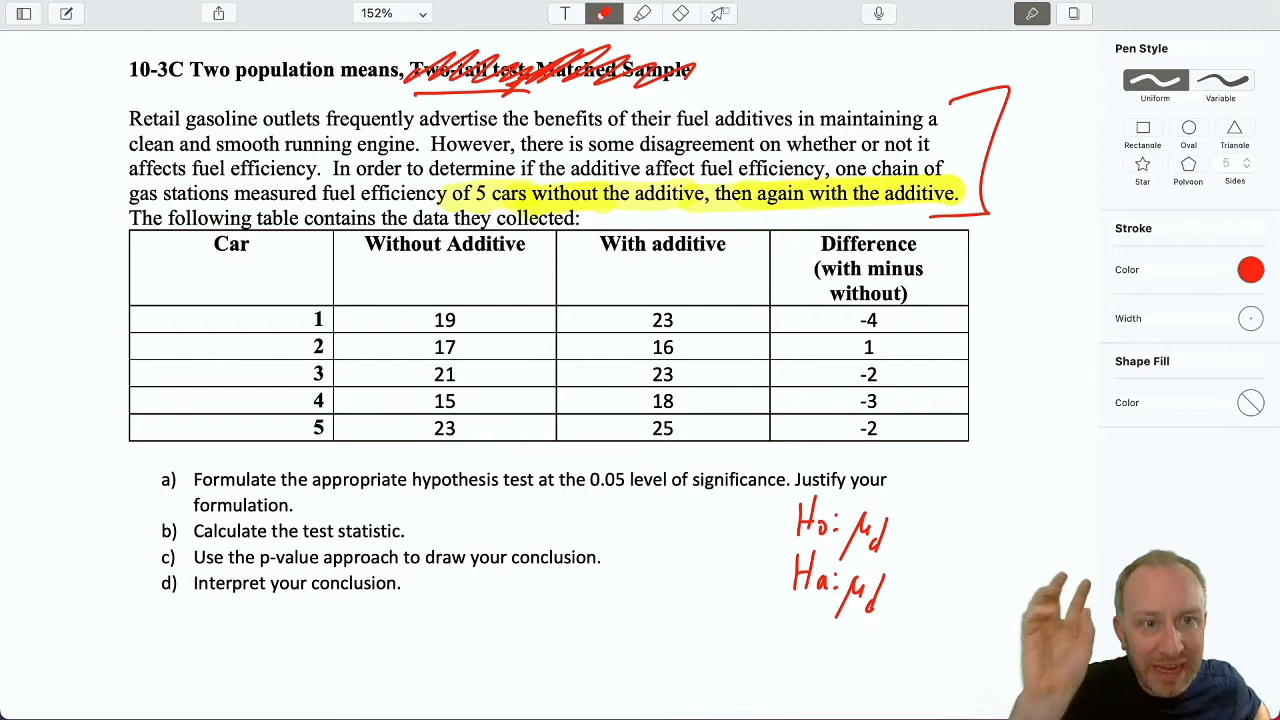 152%
T
Pen Style
10-3C Two population means, Two-tail test, Matched Sample
Uniform Variable
Retail gasoline outlets frequently advertise the benefits of their fuel additives in maintaining a
clean and smooth running engine. However, there is some disagreement on whether or not it
affects fuel efficiency. In order to determine if the additive affect fuel efficiency, one chain of
gas stations measured fuel efficiency of 5 cars without the additive, then again with the additive.
The following table contains the data they collected:
Rectangle Oval Triangle
Star Polygon 5 Sides
Car Without Additive With additive Difference
(with minus
without)
1 19 23 -4
2 17 16 1
3 21 23 -2
4 15 18 -3
5 23 25 -2
Stroke
Color
Width
Shape Fill
Color
a) Formulate the appropriate hypothesis test at the 0.05 level of significance. Justify your
formulation.
b) Calculate the test statistic.
c) Use the p-value approach to draw your conclusion.
d) Interpret your conclusion.
Ho: μd
Ha: μd